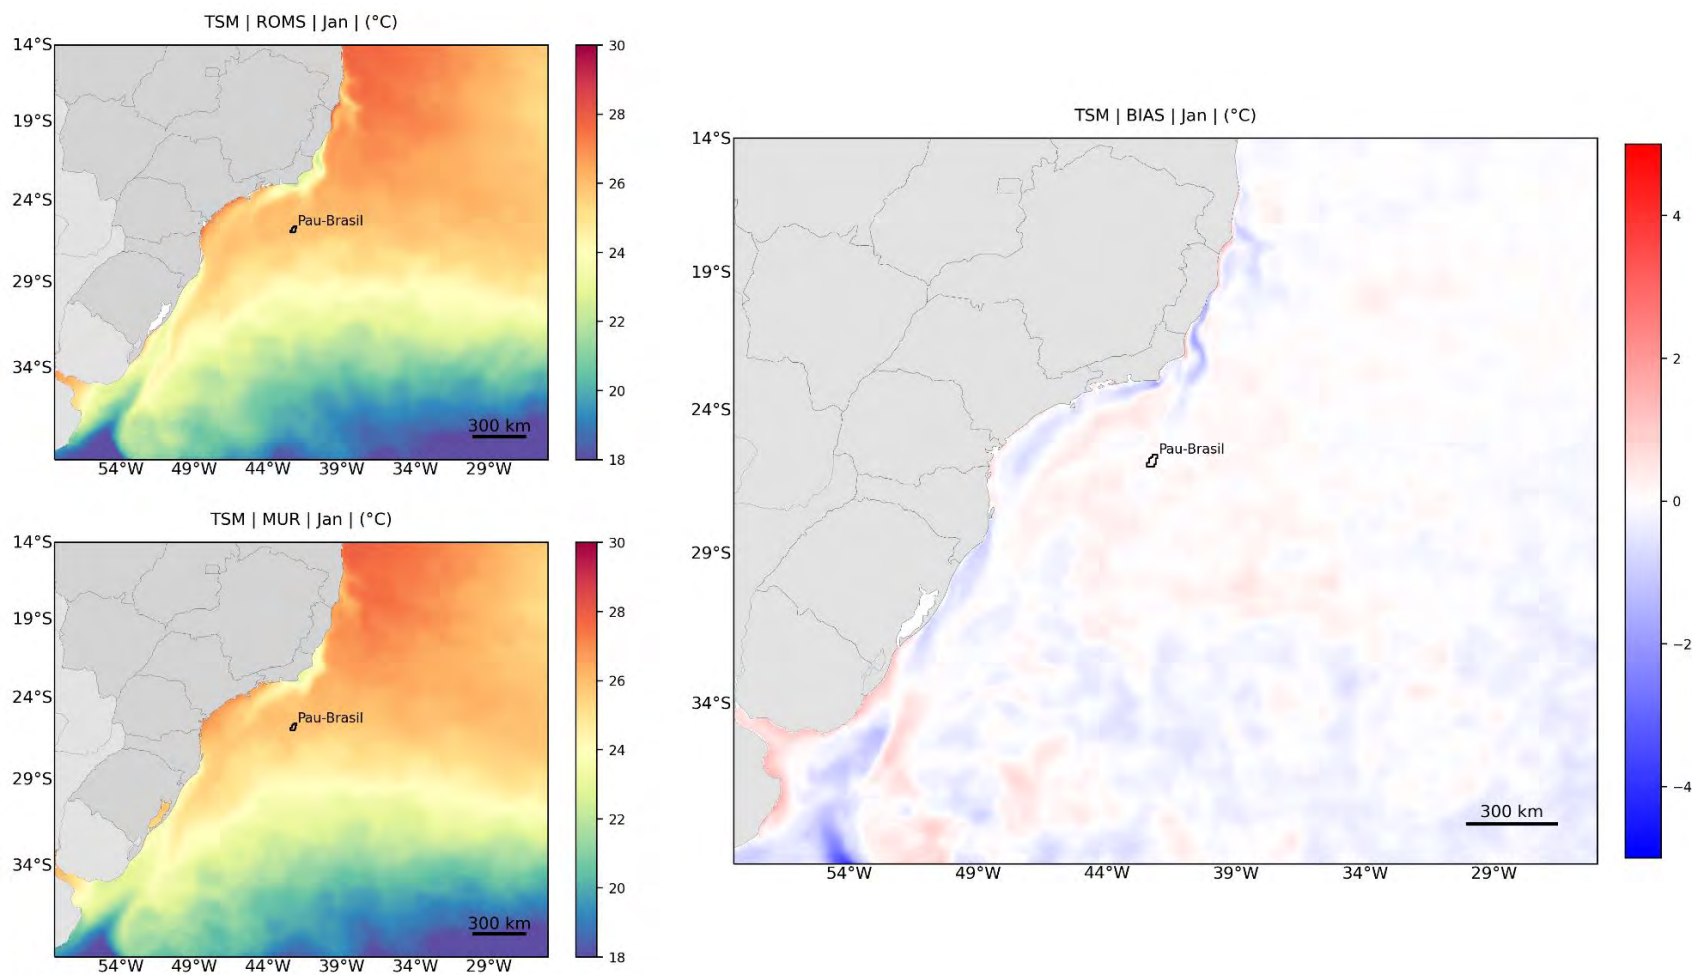 TSM | ROMS | Jan | (°C)
14°S
19°S
24°S
29°S
34°S
Pau-Brasil
300 km
54°W 49°W 44°W 39°W 34°W 29°W
30
28
26
24
22
20
18
TSM | MUR | Jan | (°C)
14°S
19°S
24°S
29°S
34°S
Pau-Brasil
300 km
54°W 49°W 44°W 39°W 34°W 29°W
30
28
26
24
22
20
18
TSM | BIAS | Jan | (°C)
14°S
19°S
24°S
29°S
34°S
Pau-Brasil
300 km
54°W 49°W 44°W 39°W 34°W 29°W
4
2
0
−2
−4